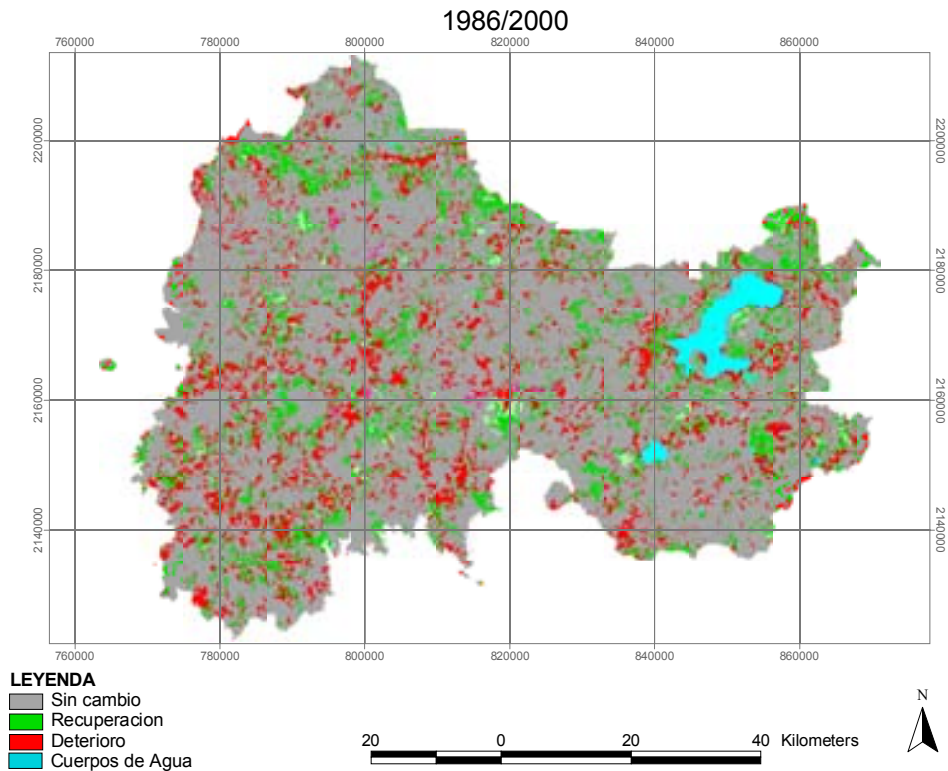 1986/2000
760000 780000 800000 820000 840000 860000
2200000 2200000
2180000 2180000
2160000 2160000
2140000 2140000
760000 780000 800000 820000 840000 860000
LEYENDA
Sin cambio
Recuperacion
Deterioro
Cuerpos de Agua
20 0 20 40 Kilometers
N